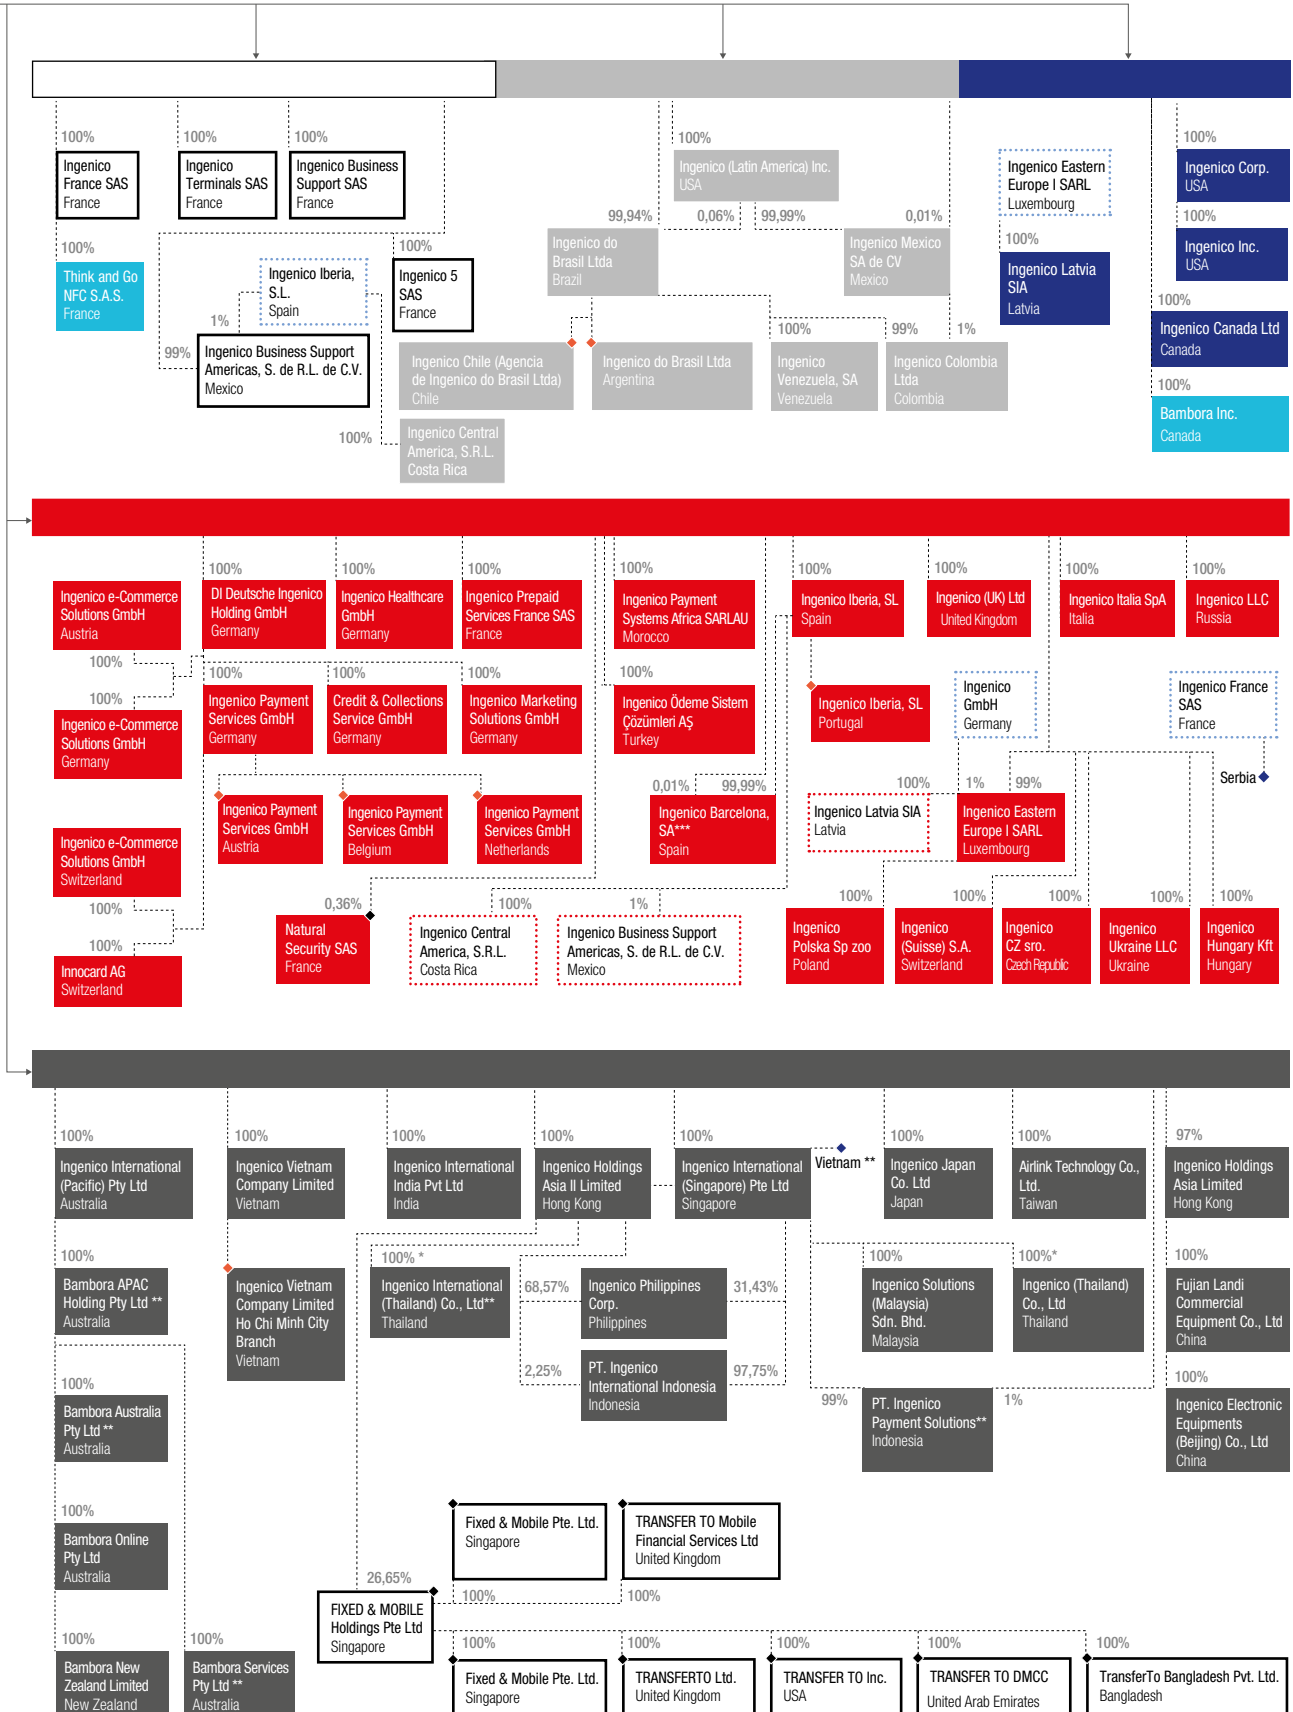 100%
Ingenico
France SAS
France
100%
Ingenico
Terminals SAS
France
100%
Ingenico Business
Support SAS
France
100%
Think and Go
NFC S.A.S.
France
100%
Ingenico 5
SAS
France
Ingenico Iberia,
S.L.
Spain
1%
99%
Ingenico Business Support
Americas, S. de R.L. de C.V.
Mexico
100%
Ingenico (Latin America) Inc.
USA
99,94%
0,06%
99,99%
0,01%
Ingenico do
Brasil Ltda
Brazil
Ingenico Mexico
SA de CV
Mexico
Ingenico Chile (Agencia
de Ingenico do Brasil Ltda)
Chile
Ingenico do Brasil Ltda
Argentina
100%
Ingenico
Venezuela, SA
Venezuela
99%
1%
Ingenico Colombia
Ltda
Colombia
100%
Ingenico Central
America, S.R.L.
Costa Rica
Ingenico Eastern
Europe I SARL
Luxembourg
100%
Ingenico Latvia
SIA
Latvia
100%
Ingenico Corp.
USA
100%
Ingenico Inc.
USA
100%
Ingenico Canada Ltd
Canada
100%
Bambora Inc.
Canada
Ingenico e-Commerce
Solutions GmbH
Austria
100%
100%
Ingenico e-Commerce
Solutions GmbH
Germany
100%
DI Deutsche Ingenico
Holding GmbH
Germany
100%
Ingenico Healthcare
GmbH
Germany
100%
Ingenico Prepaid
Services France SAS
France
100%
Ingenico Payment
Systems Africa SARLAU
Morocco
100%
Ingenico Iberia, SL
Spain
100%
Ingenico (UK) Ltd
United Kingdom
100%
Ingenico Italia SpA
Italia
100%
Ingenico LLC
Russia
100%
Ingenico Payment
Services GmbH
Germany
100%
Credit & Collections
Service GmbH
Germany
100%
Ingenico Marketing
Solutions GmbH
Germany
100%
Ingenico Ödeme Sistem
Çözümleri AŞ
Turkey
Ingenico Iberia, SL
Portugal
Ingenico
GmbH
Germany
Ingenico France
SAS
France
Serbia
Ingenico Payment
Services GmbH
Austria
Ingenico Payment
Services GmbH
Belgium
Ingenico Payment
Services GmbH
Netherlands
0,01%
99,99%
Ingenico Barcelona,
SA***
Spain
100%
Ingenico Latvia SIA
Latvia
1%
99%
Ingenico Eastern
Europe I SARL
Luxembourg
Ingenico e-Commerce
Solutions GmbH
Switzerland
100%
100%
Innocard AG
Switzerland
0,36%
Natural
Security SAS
France
100%
Ingenico Central
America, S.R.L.
Costa Rica
1%
Ingenico Business Support
Americas, S. de R.L. de C.V.
Mexico
100%
Ingenico
Polska Sp zoo
Poland
100%
Ingenico
(Suisse) S.A.
Switzerland
100%
Ingenico
CZ sro.
Czech Republic
100%
Ingenico
Ukraine LLC
Ukraine
100%
Ingenico
Hungary Kft
Hungary
100%
Ingenico International
(Pacific) Pty Ltd
Australia
100%
Ingenico Vietnam
Company Limited
Vietnam
100%
Ingenico International
India Pvt Ltd
India
100%
Ingenico Holdings
Asia II Limited
Hong Kong
100%
Ingenico International
(Singapore) Pte Ltd
Singapore
Vietnam **
100%
Ingenico Japan
Co. Ltd
Japan
100%
Airlink Technology Co.,
Ltd.
Taiwan
97%
Ingenico Holdings
Asia Limited
Hong Kong
100%
Bambora APAC
Holding Pty Ltd **
Australia
Ingenico Vietnam
Company Limited
Ho Chi Minh City
Branch
Vietnam
100% *
Ingenico International
(Thailand) Co., Ltd**
Thailand
68,57%
Ingenico Philippines
Corp.
Philippines
31,43%
2,25%
PT. Ingenico
International Indonesia
Indonesia
97,75%
100%
Ingenico Solutions
(Malaysia)
Sdn. Bhd.
Malaysia
100%*
Ingenico (Thailand)
Co., Ltd
Thailand
100%
Fujian Landi
Commercial
Equipment Co., Ltd
China
99%
PT. Ingenico
Payment Solutions**
Indonesia
1%
100%
Ingenico Electronic
Equipments
(Beijing) Co., Ltd
China
100%
Bambora Australia
Pty Ltd **
Australia
100%
Bambora Online
Pty Ltd
Australia
100%
Bambora New
Zealand Limited
New Zealand
100%
Bambora Services
Pty Ltd **
Australia
26,65%
FIXED & MOBILE
Holdings Pte Ltd
Singapore
Fixed & Mobile Pte. Ltd.
Singapore
100%
TRANSFER TO Mobile
Financial Services Ltd
United Kingdom
100%
100%
Fixed & Mobile Pte. Ltd.
Singapore
100%
TRANSFERTO Ltd.
United Kingdom
100%
TRANSFER TO Inc.
USA
100%
TRANSFER TO DMCC
United Arab Emirates
100%
TransferTo Bangladesh Pvt. Ltd.
Bangladesh